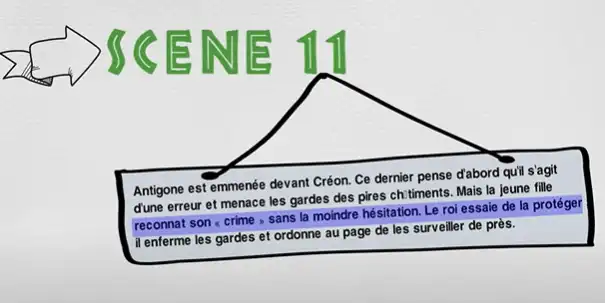 SCENE 11
Antigone est emmenée devant Créon. Ce dernier pense d'abord qu'il s'agit
d'une erreur et menace les gardes des pires ch▯timents. Mais la jeune fille
reconnat son « crime » sans la moindre hésitation. Le roi essaie de la protéger
il enferme les gardes et ordonne au page de les surveiller de près.